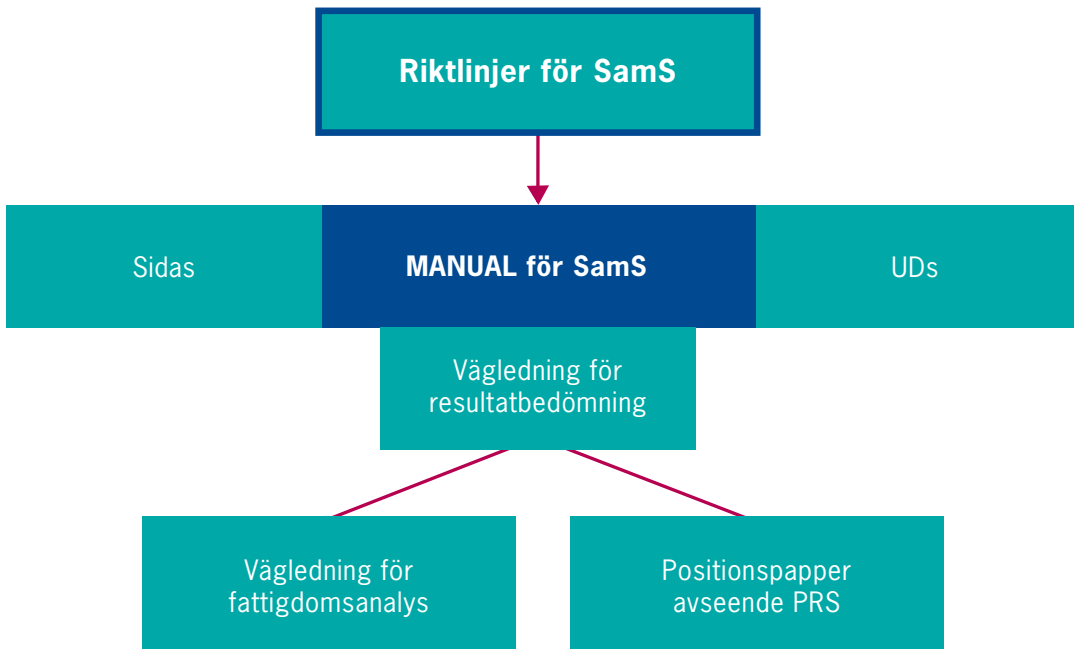 Riktlinjer för SamS
Sidas
MANUAL för SamS
UDs
Vägledning för
resultatbedömning
Vägledning för
fattigdomsanalys
Positionspapper
avseende PRS